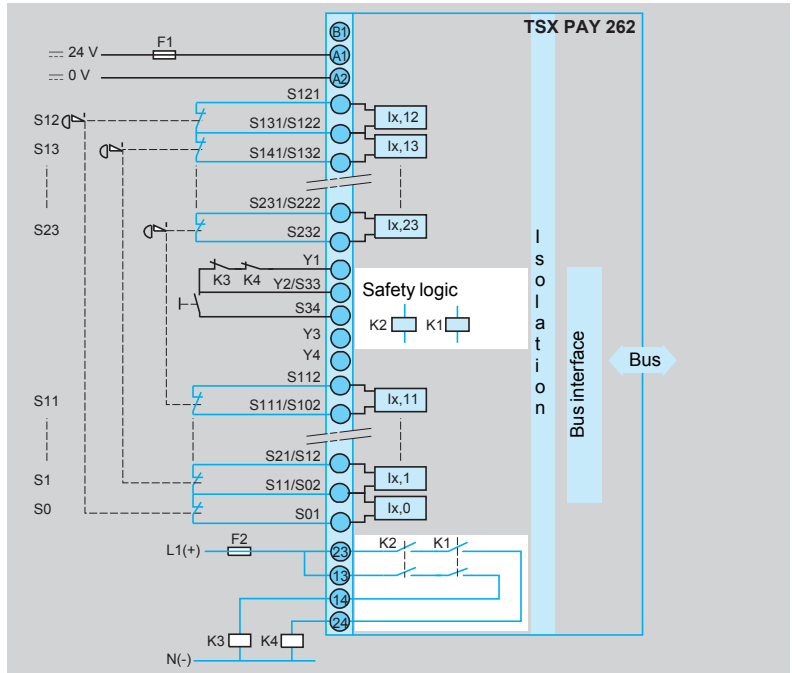 TSX PAY 262
B1
F1
24 V
A1
0 V
A2
S121
S12
Ix,12
S131/S122
S13
Ix,13
S141/S132
S231/S222
S23
Ix,23
S232
Y1
K3 K4
Y2/S33
Safety logic
S34
K2 K1
Y3
Y4
Isolation
Bus interface
Bus
S112
S11
Ix,11
S111/S102
S21/S12
S1
Ix,1
S11/S02
S0
Ix,0
S01
F2
L1(+)
23
K2 K1
13
14
24
K3 K4
N(-)